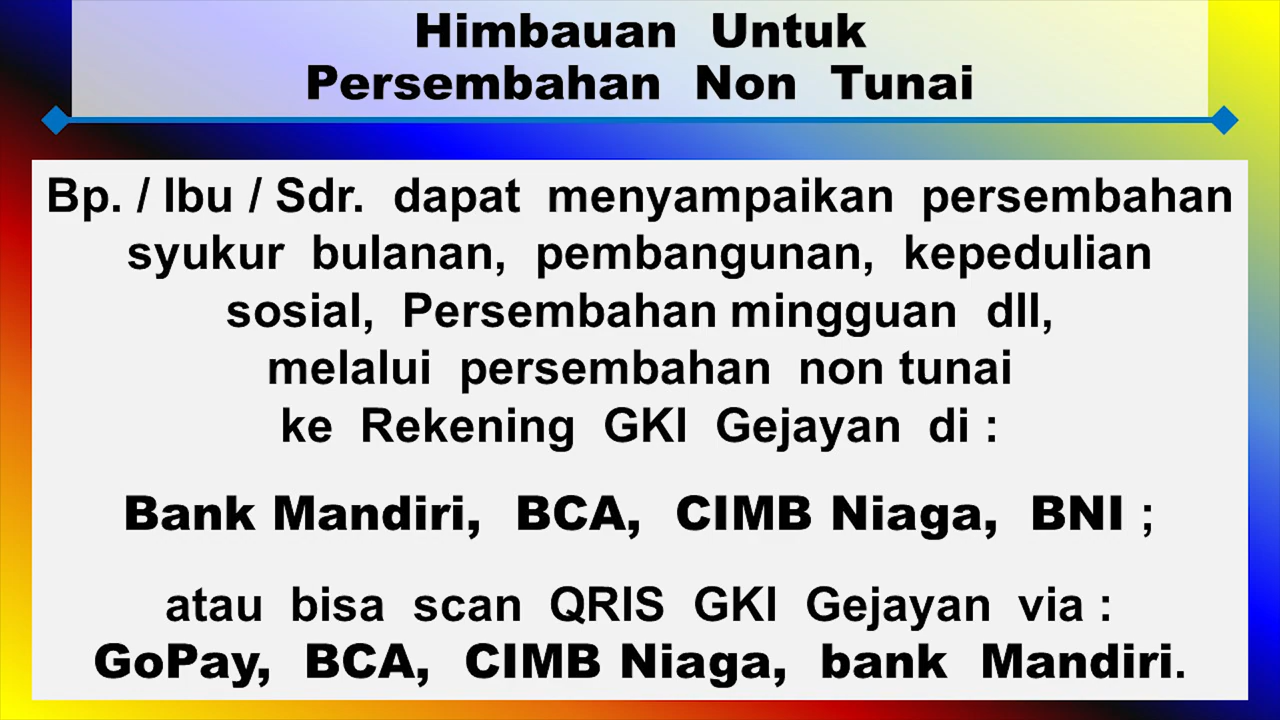 Himbauan Untuk
Persembahan Non Tunai
Bp. / Ibu / Sdr. dapat menyampaikan persembahan
syukur bulanan, pembangunan, kepedulian
sosial, Persembahan mingguan dll,
melalui persembahan non tunai
ke Rekening GKI Gejayan di :
Bank Mandiri, BCA, CIMB Niaga, BNI ;
atau bisa scan QRIS GKI Gejayan via :
GoPay, BCA, CIMB Niaga, bank Mandiri.